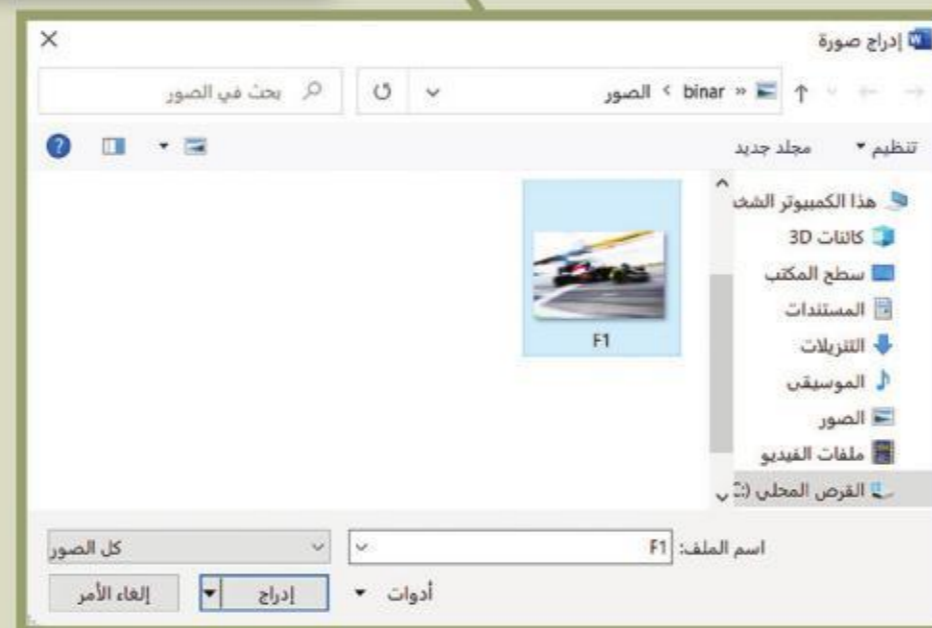 إدراج صورة
binar « الصور
بحث في الصور
تنظيم
مجلد جديد
هذا الكمبيوتر الشخ
كائنات 3D
سطح المكتب
المستندات
التنزيلات
الموسيقى
الصور
ملفات الفيديو
القرص المحلي (:C
F1
اسم الملف: F1
كل الصور
أدوات
إدراج
إلغاء الأمر